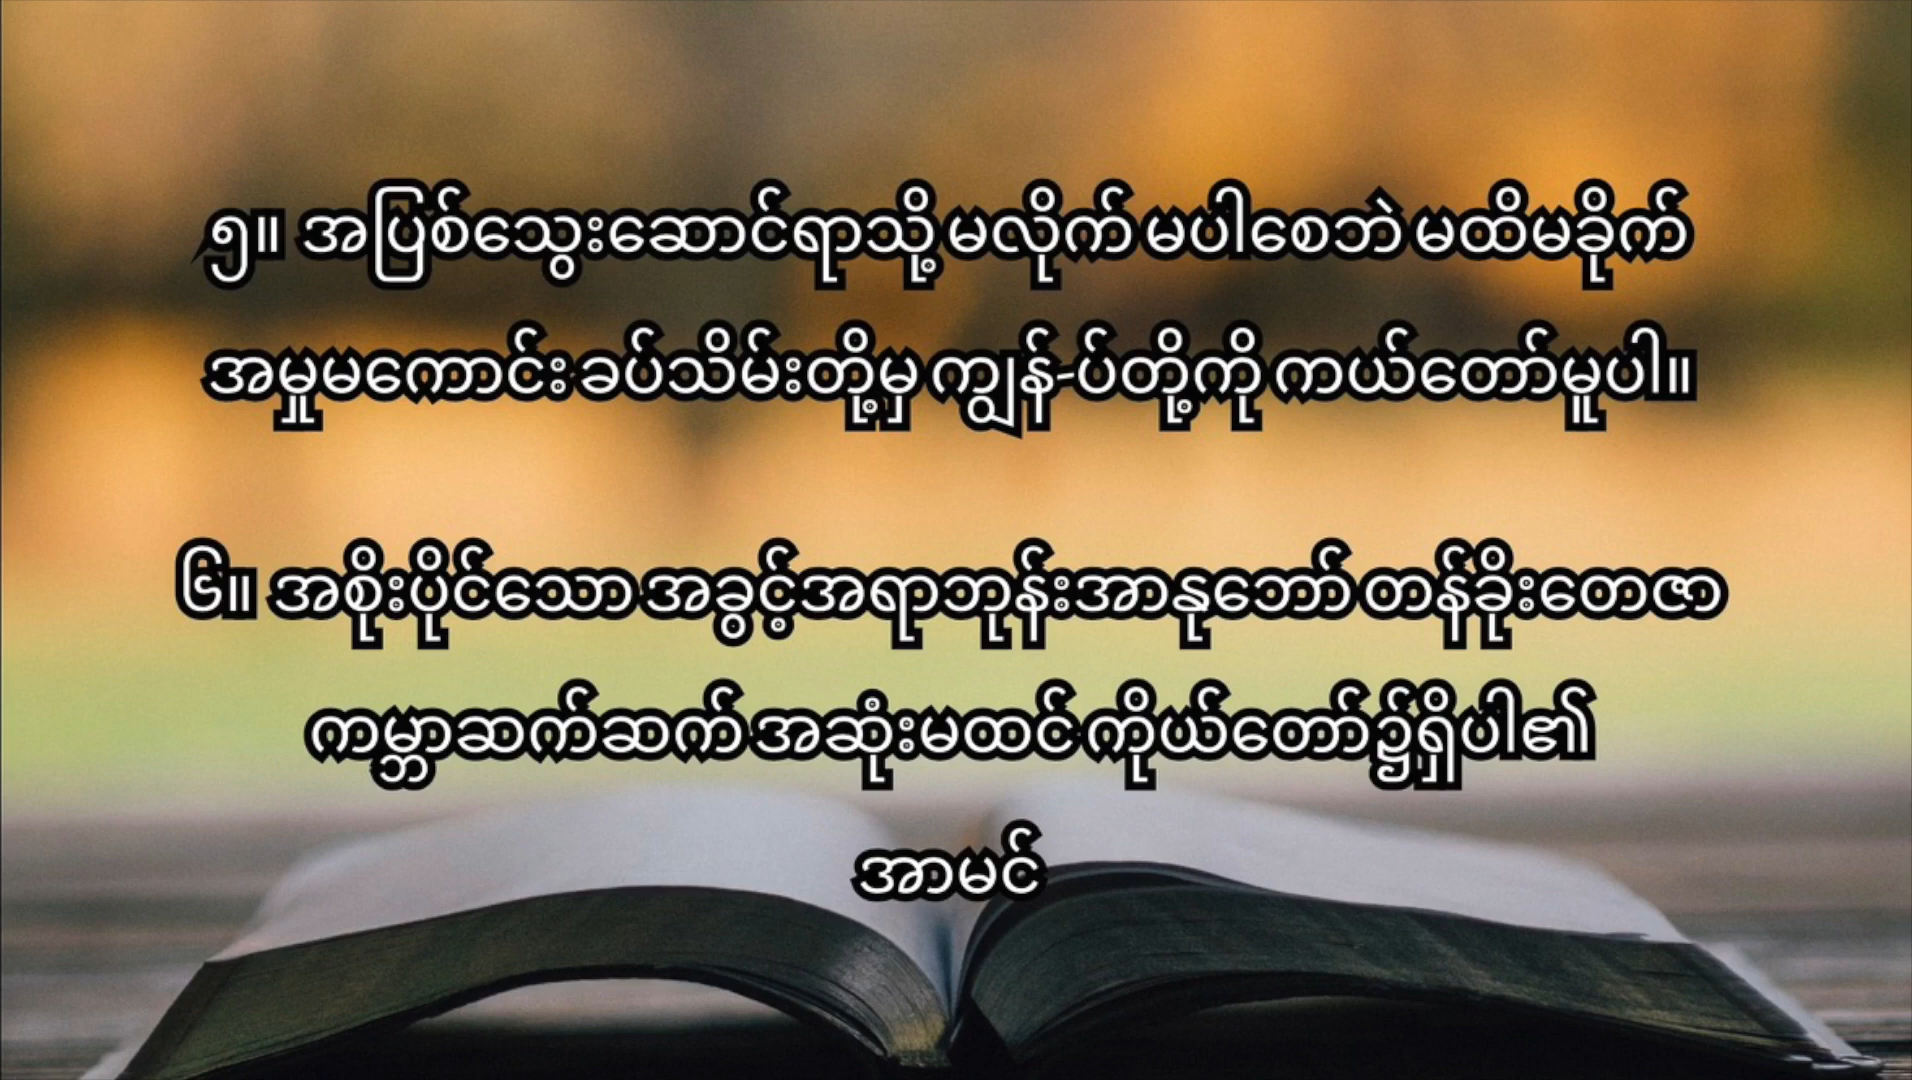 ၅။ အပြစ်သွေးဆောင်ရာသို့ မလိုက် မပါစေဘဲ မထိမခိုက်
အမှုမကောင်း ခပ်သိမ်းတို့မှ ကျွန်-ပ်တို့ကို ကယ်တော်မူပါ။
၆။ အစိုးပိုင်သော အခွင့်အရာဘုန်းအာနုဘော် တန်ခိုးတေဇာ
ကမ္ဘာဆက်ဆက် အဆုံးမထင် ကိုယ်တော်၌ရှိပါ၏
အာမင်